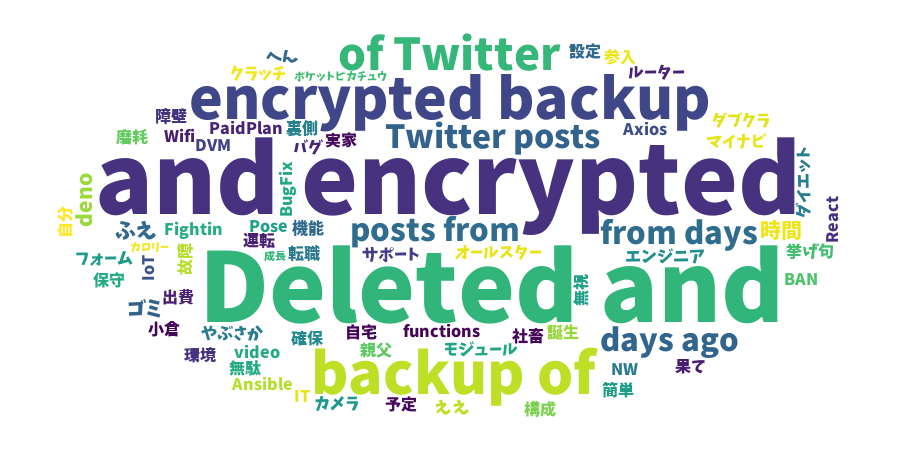 of Twitter
設定
へん
参入
クラッチ
ポケットピカチュウ
ルーター
encrypted backup
障壁
ダブクラ
磨耗
Wifi
PaidPlan
裏側
Twitter posts
Axios
マイナビ
DVM
バグ
実家
and encrypted
ダイエット
BugFix
deno
自分
React
ふえ
Fightin
Pose
機能
posts from
from days
時間
運転
カロリー
フォーム
IoT
故障
成長
転職
サポート
オールスター
エンジニア
挙げ句
保守
Deleted and
無視
BAN
出費
ゴミ
小倉
やぶさか
確保
自宅
functions
社畜
誕生
days ago
環境
video
親父
モジュール
無駄
backup of
NW
果て
Ansible
IT
カメラ
予定
ええ
構成
簡単